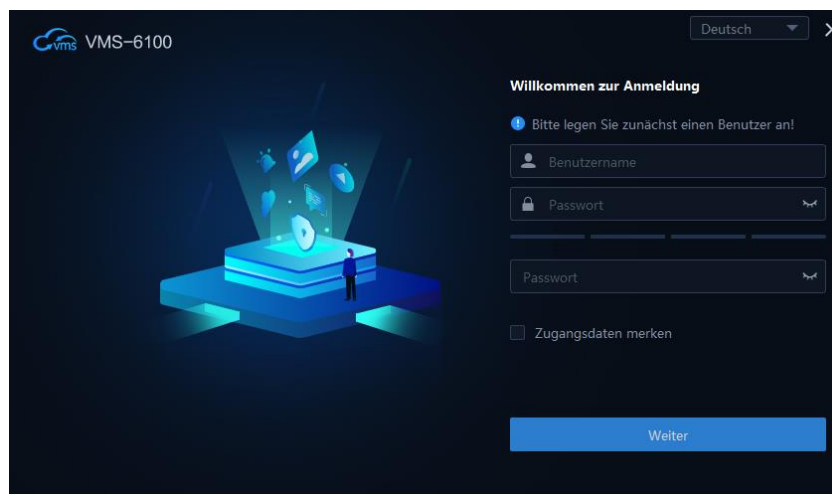 vms VMS-6100
Deutsch
Willkommen zur Anmeldung
Bitte legen Sie zunächst einen Benutzer an!
Benutzername
Passwort
Passwort
Zugangsdaten merken
Weiter